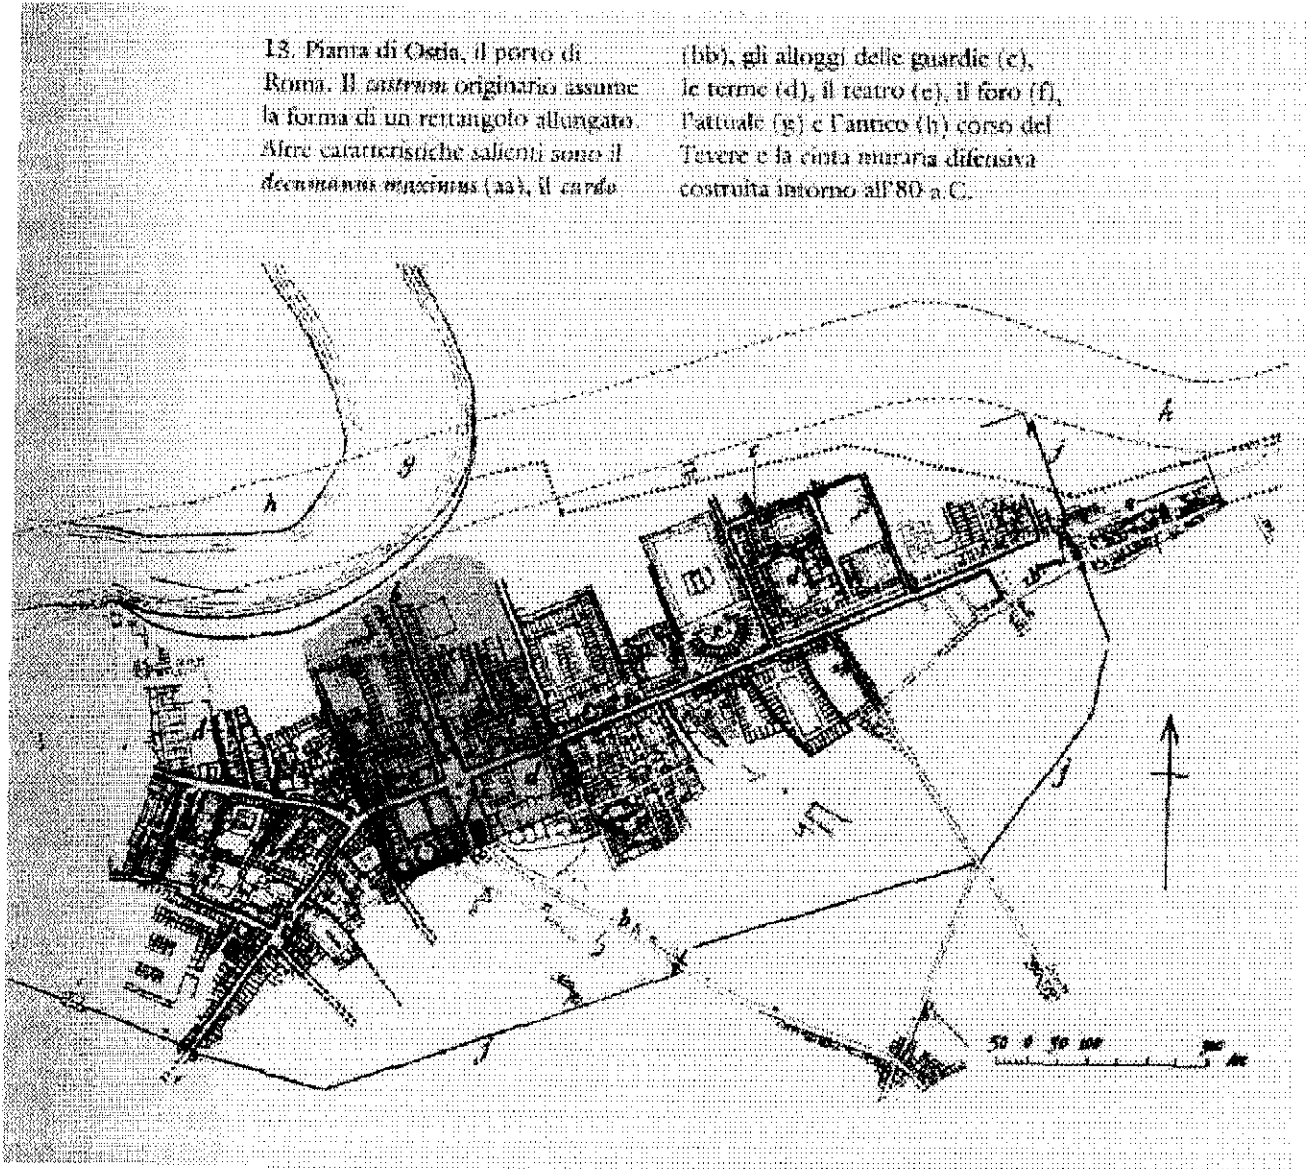 13. Pianta di Ostia, il porto di
Roma. Il castrum originario assume
la forma di un rettangolo allungato.
Altre caratteristiche salienti sono il
decumanus maximus (aa), il cardo
(bb), gli alloggi delle guardie (c),
le terme (d), il teatro (e), il foro (f),
l'attuale (g) e l'antico (h) corso del
Tevere e la cinta muraria difensiva
costruita intorno all'80 a.C.
h
g
h
j
c
j
b
j
50 0 50 100